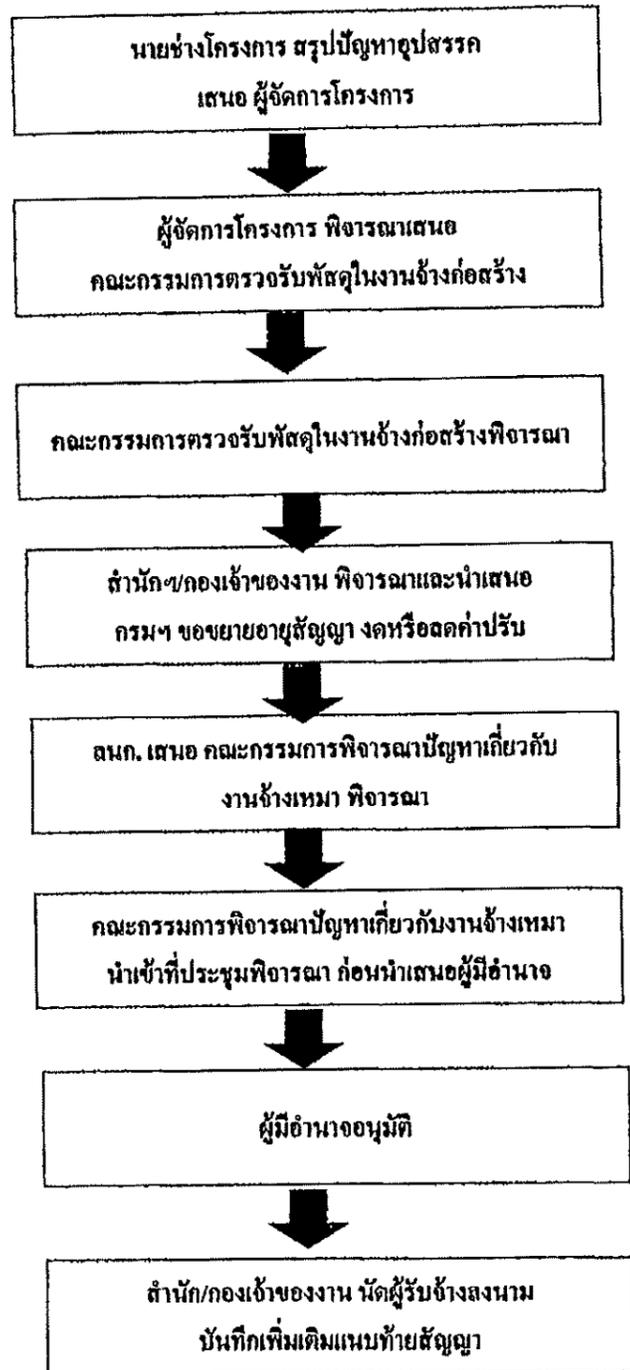 นายช่างโครงการ สรุปปัญหาอุปสรรค
เสนอ ผู้จัดการโครงการ
ผู้จัดการโครงการ พิจารณาเสนอ
คณะกรรมการตรวจรับพัสดุในงานจ้างก่อสร้าง
คณะกรรมการตรวจรับพัสดุในงานจ้างก่อสร้างพิจารณา
สำนักฯ/กองเจ้าของงาน พิจารณาและนำเสนอ
กรมฯ ขอขยายอายุสัญญา งดหรือลดค่าปรับ
ลนก. เสนอ คณะกรรมการพิจารณาปัญหาเกี่ยวกับ
งานจ้างเหมา พิจารณา
คณะกรรมการพิจารณาปัญหาเกี่ยวกับงานจ้างเหมา
นำเข้าที่ประชุมพิจารณา ก่อนนำเสนอผู้มีอำนาจ
ผู้มีอำนาจอนุมัติ
สำนัก/กองเจ้าของงาน นัดผู้รับจ้างลงนาม
บันทึกเพิ่มเติมแนบท้ายสัญญา